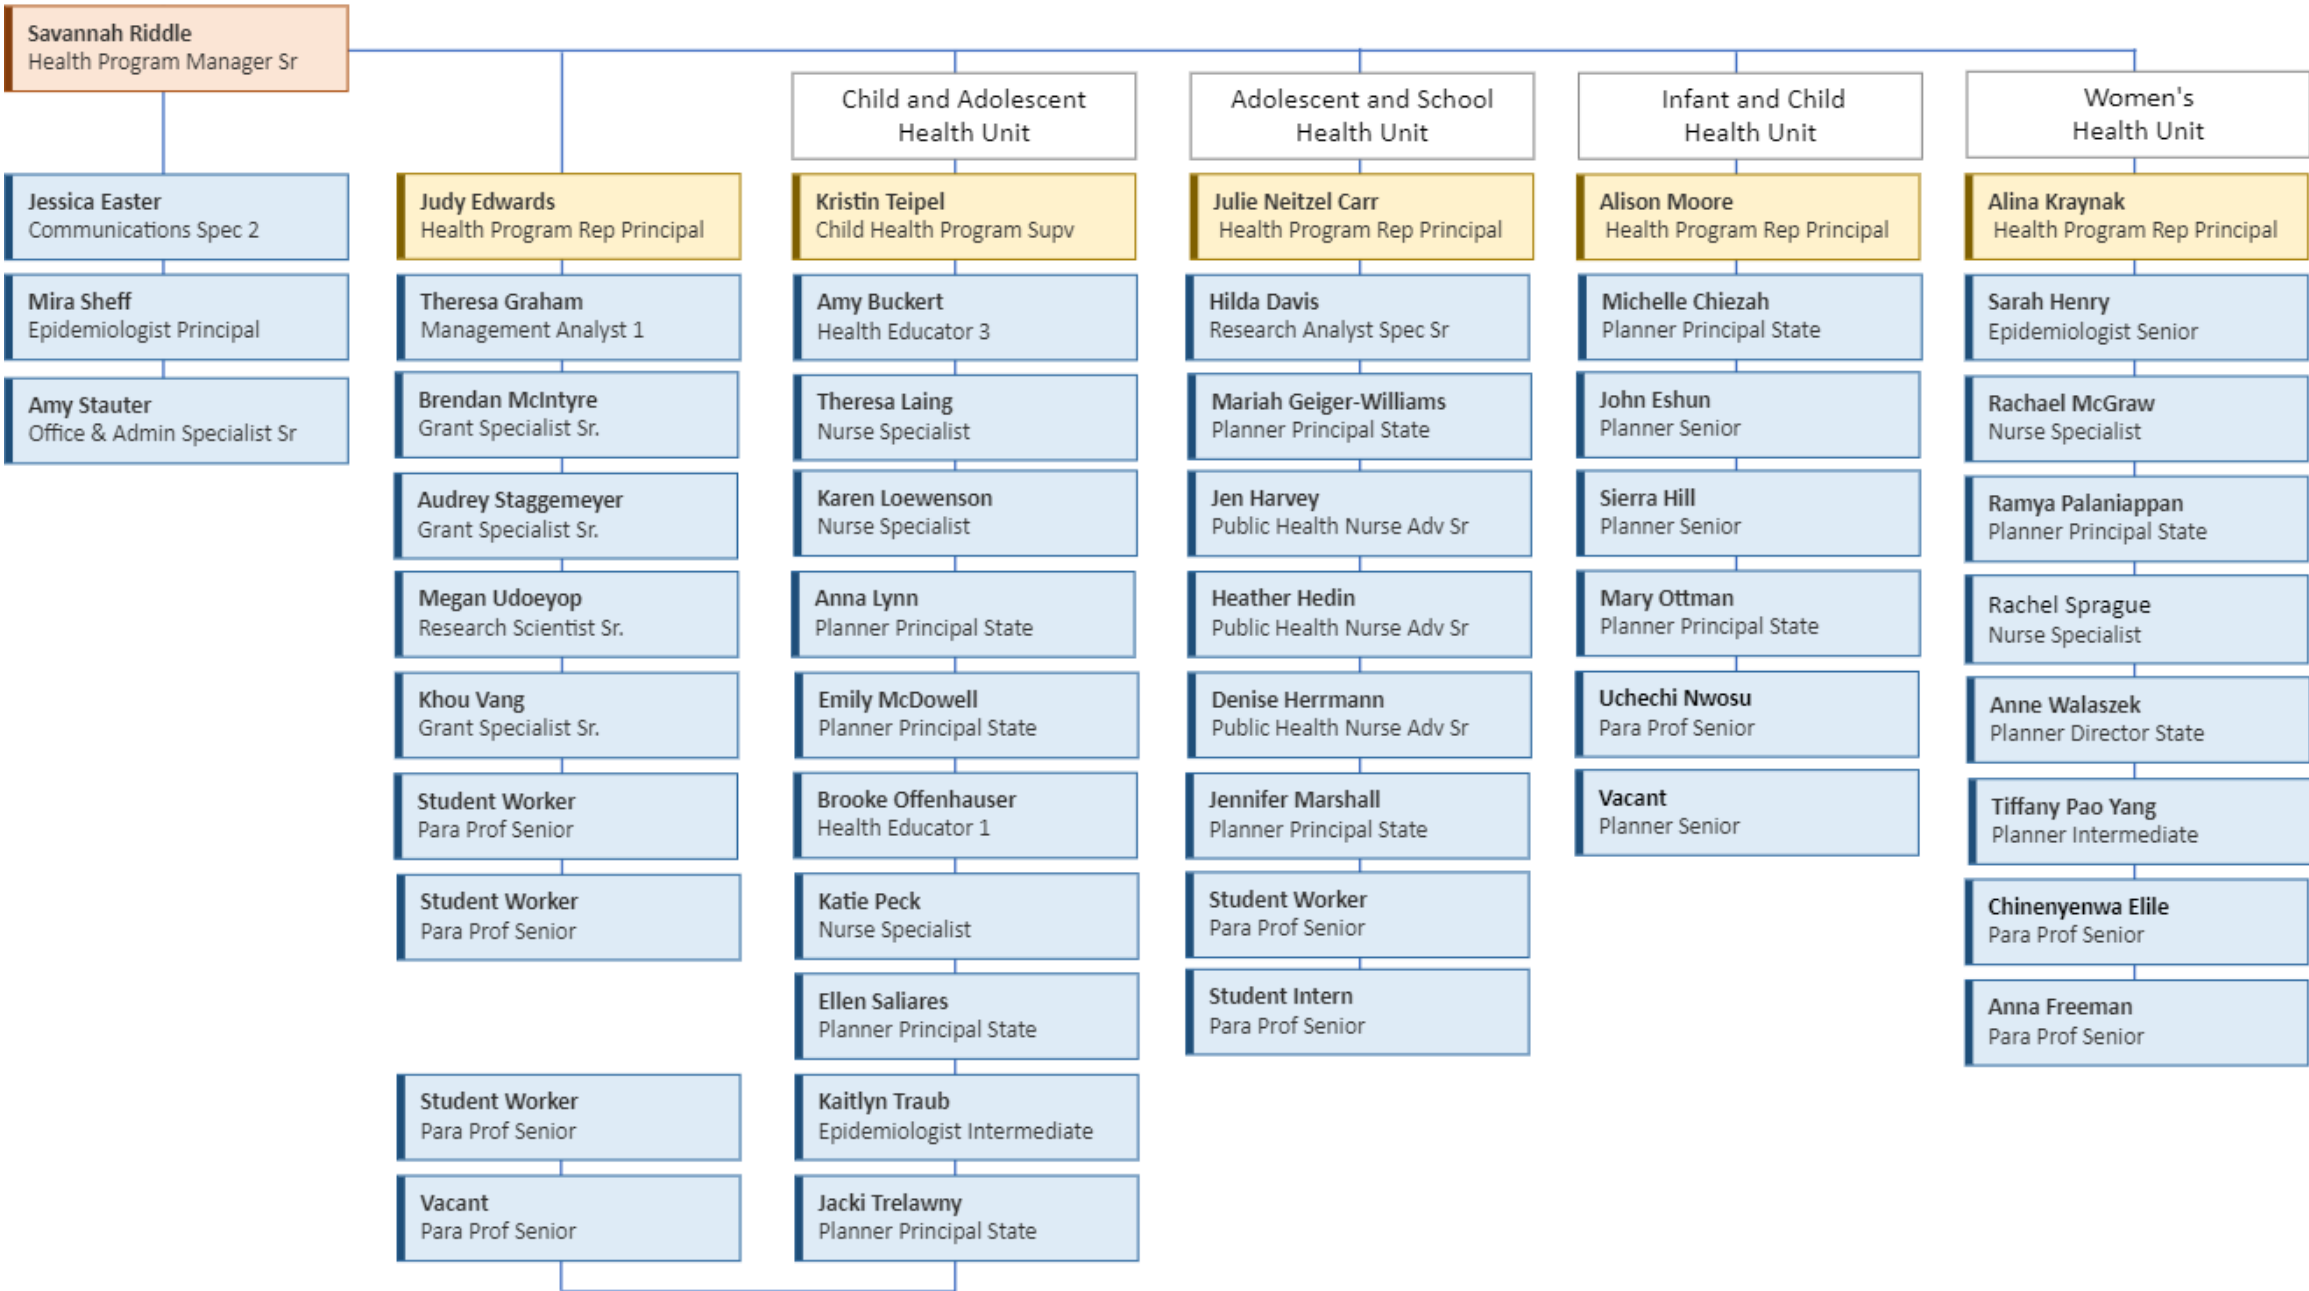 Savannah Riddle
Health Program Manager Sr
Jessica Easter
Communications Spec 2
Mira Sheff
Epidemiologist Principal
Amy Stauter
Office & Admin Specialist Sr
Judy Edwards
Health Program Rep Principal
Theresa Graham
Management Analyst 1
Brendan McIntyre
Grant Specialist Sr.
Audrey Staggemeyer
Grant Specialist Sr.
Megan Udoeyop
Research Scientist Sr.
Khou Vang
Grant Specialist Sr.
Student Worker
Para Prof Senior
Student Worker
Para Prof Senior
Child and Adolescent
Health Unit
Kristin Teipel
Child Health Program Supv
Amy Buckert
Health Educator 3
Theresa Laing
Nurse Specialist
Karen Loewenson
Nurse Specialist
Anna Lynn
Planner Principal State
Emily McDowell
Planner Principal State
Brooke Offenhauser
Health Educator 1
Katie Peck
Nurse Specialist
Ellen Saliares
Planner Principal State
Kaitlyn Traub
Epidemiologist Intermediate
Jacki Trelawny
Planner Principal State
Student Worker
Para Prof Senior
Vacant
Para Prof Senior
Adolescent and School
Health Unit
Julie Neitzel Carr
Health Program Rep Principal
Hilda Davis
Research Analyst Spec Sr
Mariah Geiger-Williams
Planner Principal State
Jen Harvey
Public Health Nurse Adv Sr
Heather Hedin
Public Health Nurse Adv Sr
Denise Herrmann
Public Health Nurse Adv Sr
Jennifer Marshall
Planner Principal State
Student Worker
Para Prof Senior
Student Intern
Para Prof Senior
Infant and Child
Health Unit
Alison Moore
Health Program Rep Principal
Michelle Chiezah
Planner Principal State
John Eshun
Planner Senior
Sierra Hill
Planner Senior
Mary Ottman
Planner Principal State
Uchechi Nwosu
Para Prof Senior
Vacant
Planner Senior
Women's
Health Unit
Alina Kraynak
Health Program Rep Principal
Sarah Henry
Epidemiologist Senior
Rachael McGraw
Nurse Specialist
Ramya Palaniappan
Planner Principal State
Rachel Sprague
Nurse Specialist
Anne Walaszek
Planner Director State
Tiffany Pao Yang
Planner Intermediate
Chinenyenwa Elile
Para Prof Senior
Anna Freeman
Para Prof Senior